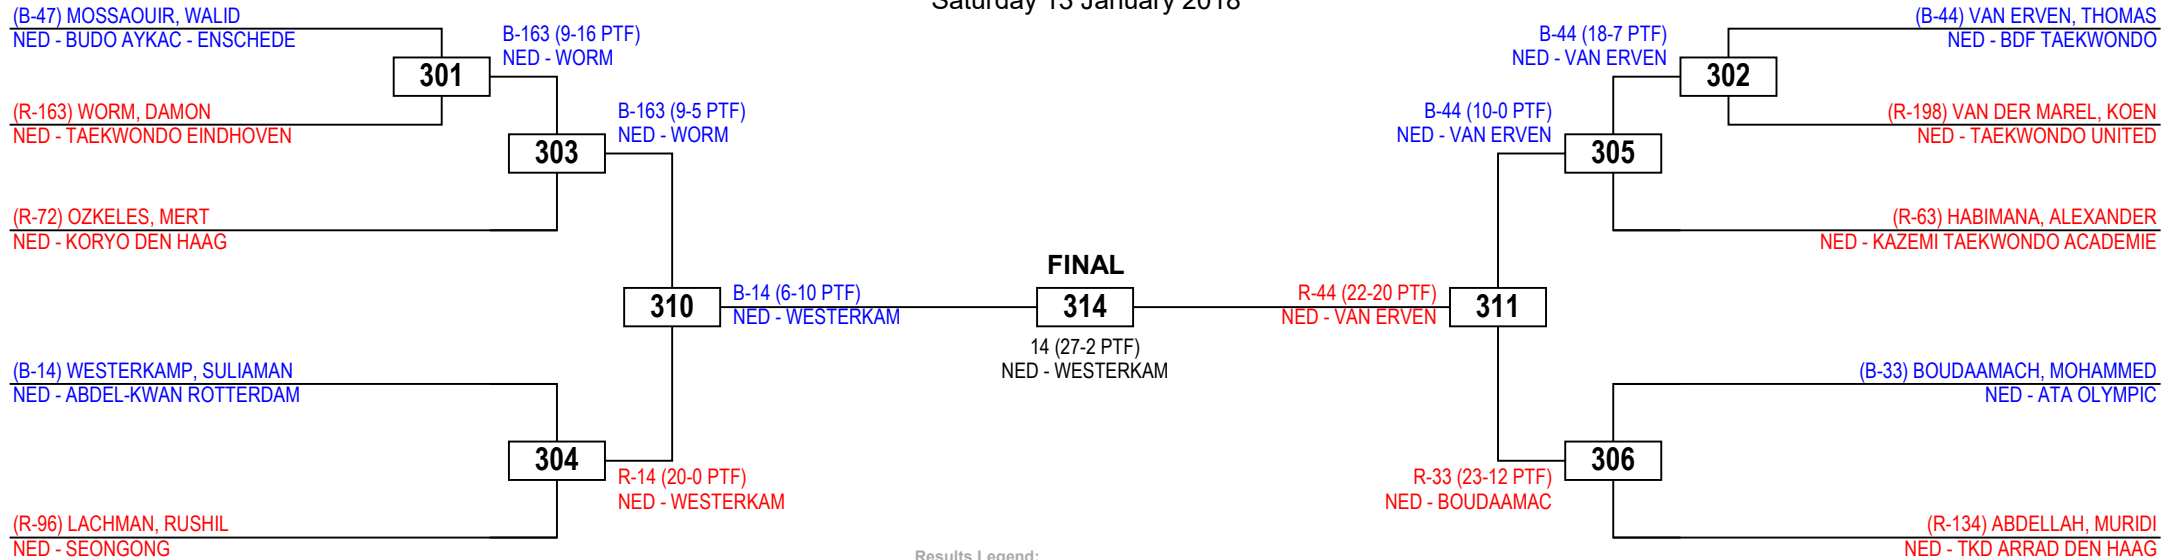 Saturday 13 January 2018
(B-47) MOSSAOUIR, WALID
NED - BUDO AYKAC - ENSCHEDE
301
B-163 (9-16 PTF)
NED - WORM
(R-163) WORM, DAMON
NED - TAEKWONDO EINDHOVEN
303
B-163 (9-5 PTF)
NED - WORM
(R-72) OZKELES, MERT
NED - KORYO DEN HAAG
310
B-14 (6-10 PTF)
NED - WESTERKAM
(B-14) WESTERKAMP, SULIAMAN
NED - ABDEL-KWAN ROTTERDAM
304
R-14 (20-0 PTF)
NED - WESTERKAM
(R-96) LACHMAN, RUSHIL
NED - SEONGONG
FINAL
314
14 (27-2 PTF)
NED - WESTERKAM
(B-44) VAN ERVEN, THOMAS
NED - BDF TAEKWONDO
B-44 (18-7 PTF)
NED - VAN ERVEN
302
(R-198) VAN DER MAREL, KOEN
NED - TAEKWONDO UNITED
B-44 (10-0 PTF)
NED - VAN ERVEN
305
(R-63) HABIMANA, ALEXANDER
NED - KAZEMI TAEKWONDO ACADEMIE
R-44 (22-20 PTF)
NED - VAN ERVEN
311
(B-33) BOUDAAMACH, MOHAMMED
NED - ATA OLYMPIC
306
R-33 (23-12 PTF)
NED - BOUDAAMAC
(R-134) ABDELLAH, MURIDI
NED - TKD ARRAD DEN HAAG
Results Legend: